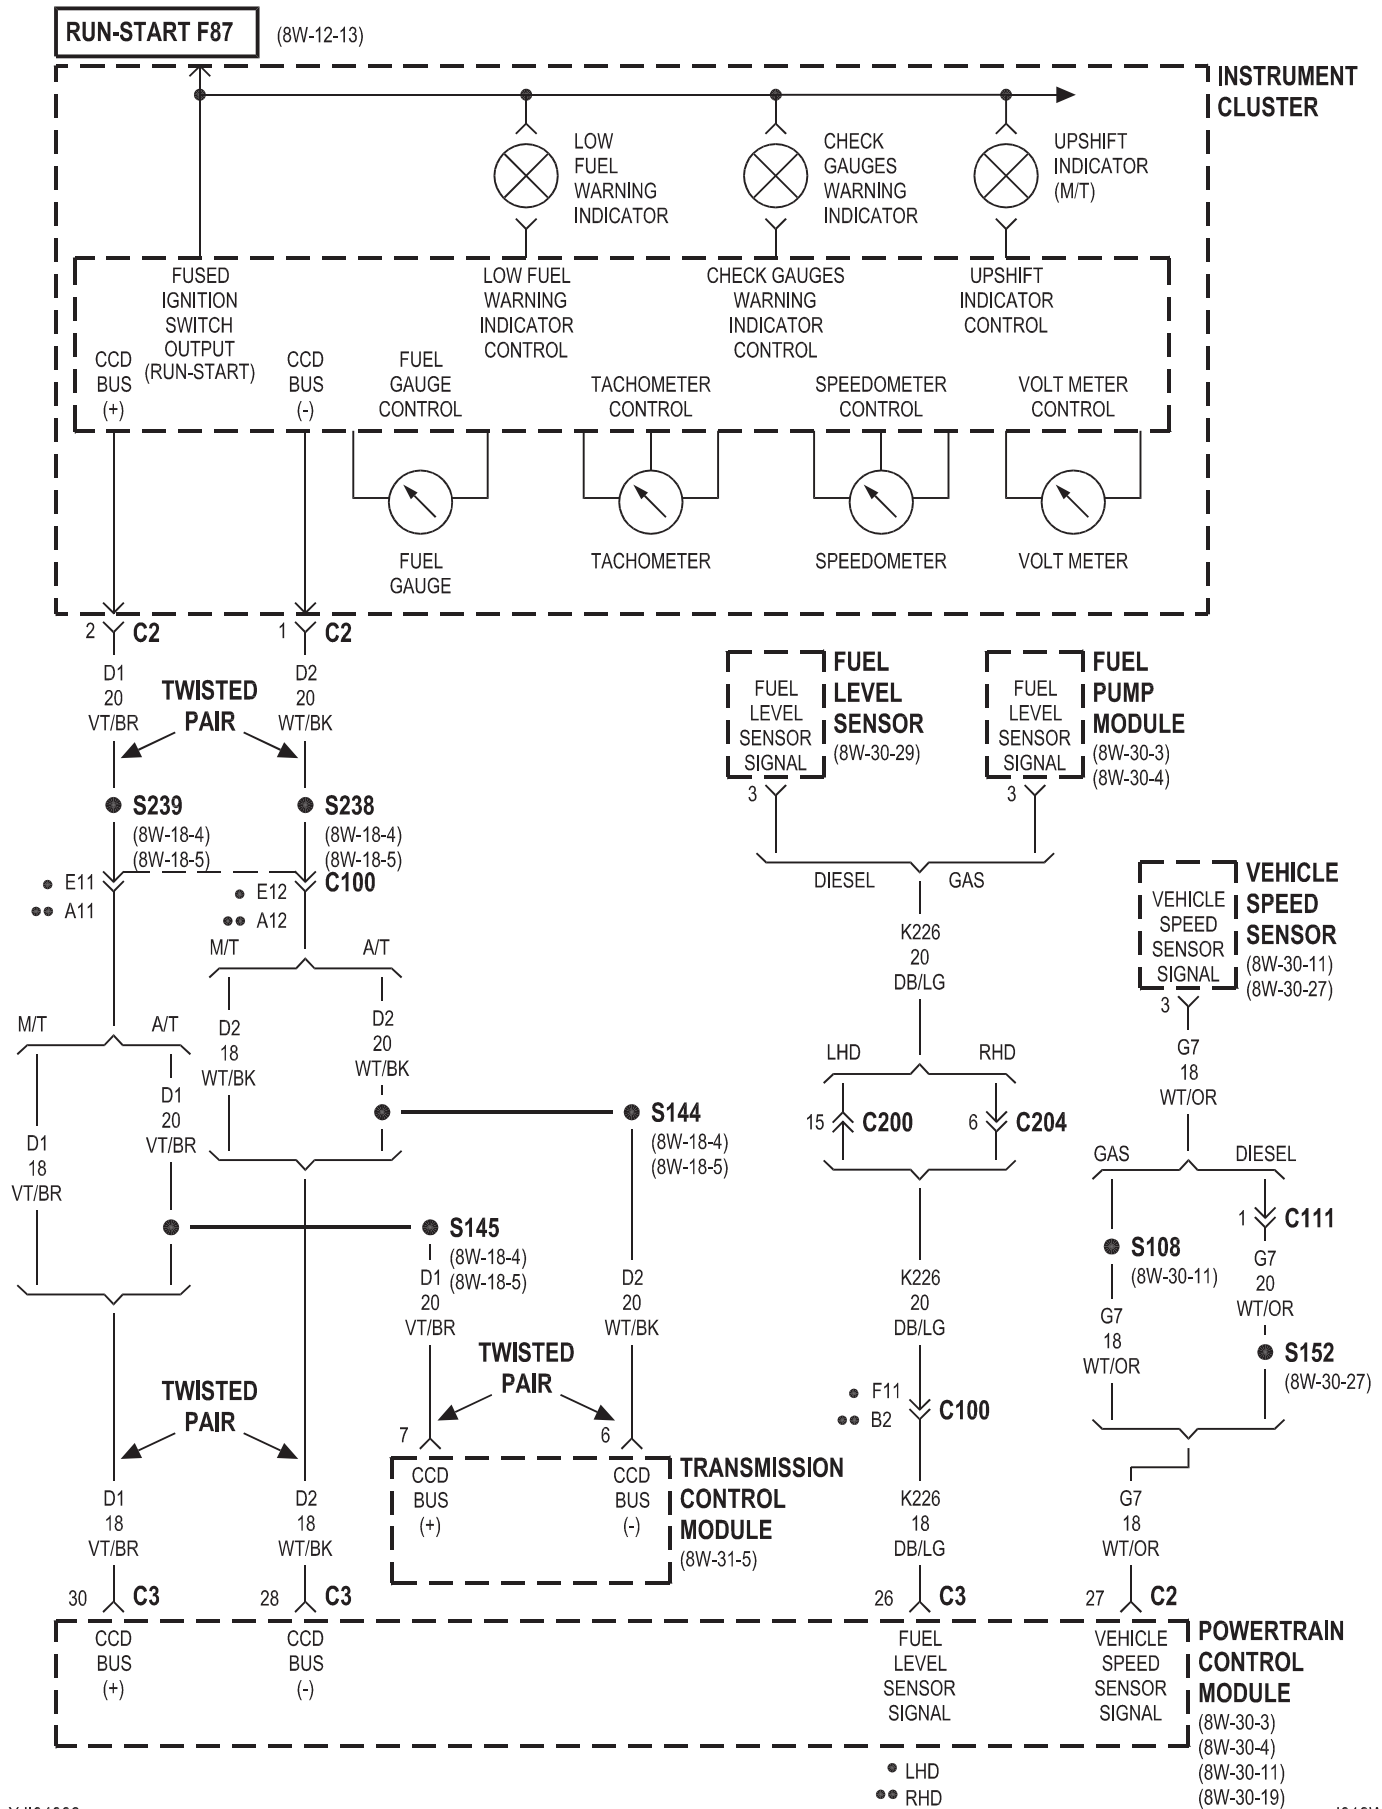 RUN-START F87 (8W-12-13)
INSTRUMENT
CLUSTER
LOW
FUEL
WARNING
INDICATOR
CHECK
GAUGES
WARNING
INDICATOR
UPSHIFT
INDICATOR
(M/T)
FUSED
IGNITION
SWITCH
OUTPUT
(RUN-START)
LOW FUEL
WARNING
INDICATOR
CONTROL
CHECK GAUGES
WARNING
INDICATOR
CONTROL
UPSHIFT
INDICATOR
CONTROL
CCD
BUS
(+)
CCD
BUS
(-)
FUEL
GAUGE
CONTROL
TACHOMETER
CONTROL
SPEEDOMETER
CONTROL
VOLT METER
CONTROL
FUEL
GAUGE
TACHOMETER
SPEEDOMETER
VOLT METER
2 C2
1 C2
D1
20
VT/BR
TWISTED
PAIR
D2
20
WT/BK
S239
(8W-18-4)
(8W-18-5)
S238
(8W-18-4)
(8W-18-5)
• E11
•• A11
• E12
•• A12
C100
FUEL
LEVEL
SENSOR
SIGNAL
FUEL
LEVEL
SENSOR
(8W-30-29)
3
FUEL
LEVEL
SENSOR
SIGNAL
FUEL
PUMP
MODULE
(8W-30-3)
(8W-30-4)
3
DIESEL GAS
K226
20
DB/LG
VEHICLE
SPEED
SENSOR
SIGNAL
VEHICLE
SPEED
SENSOR
(8W-30-11)
(8W-30-27)
3
M/T A/T
D2
18
WT/BK
D2
20
WT/BK
M/T A/T
D1
18
VT/BR
D1
20
VT/BR
S144
(8W-18-4)
(8W-18-5)
S145
(8W-18-4)
(8W-18-5)
LHD RHD
15 C200
6 C204
G7
18
WT/OR
GAS DIESEL
1 C111
S108
(8W-30-11)
G7
20
WT/OR
G7
18
WT/OR
S152
(8W-30-27)
D1
20
VT/BR
D2
20
WT/BK
TWISTED
PAIR
K226
20
DB/LG
• F11
•• B2
C100
TWISTED
PAIR
7
6
CCD
BUS
(+)
CCD
BUS
(-)
TRANSMISSION
CONTROL
MODULE
(8W-31-5)
D1
18
VT/BR
D2
18
WT/BK
K226
18
DB/LG
G7
18
WT/OR
30 C3
28 C3
26 C3
27 C2
CCD
BUS
(+)
CCD
BUS
(-)
FUEL
LEVEL
SENSOR
SIGNAL
VEHICLE
SPEED
SENSOR
SIGNAL
POWERTRAIN
CONTROL
MODULE
(8W-30-3)
(8W-30-4)
(8W-30-11)
(8W-30-19)
• LHD
•• RHD